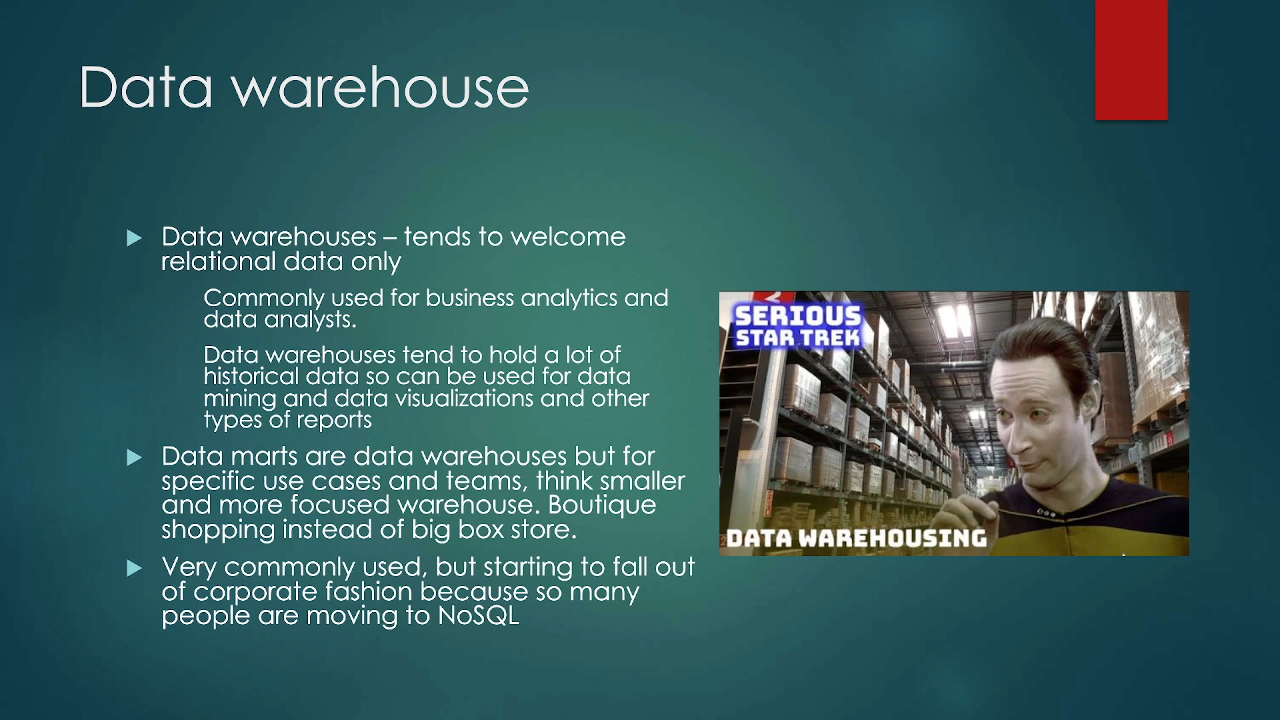 Data warehouse
Data warehouses – tends to welcome
relational data only
Commonly used for business analytics and
data analysts.
Data warehouses tend to hold a lot of
historical data so can be used for data
mining and data visualizations and other
types of reports
Data marts are data warehouses but for
specific use cases and teams, think smaller
and more focused warehouse. Boutique
shopping instead of big box store.
Very commonly used, but starting to fall out
of corporate fashion because so many
people are moving to NoSQL
SERIOUS
STAR TREK
DATA WAREHOUSING